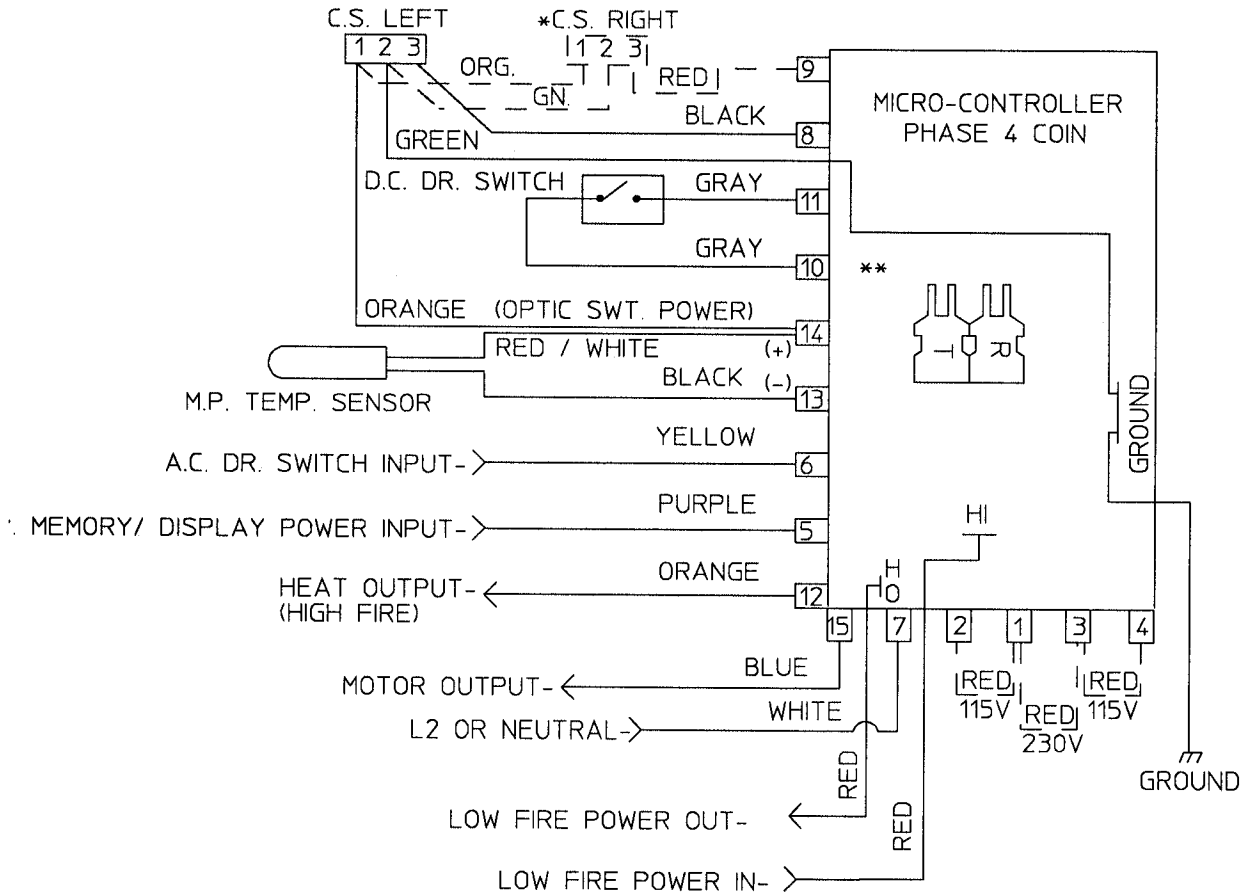 C.S. LEFT
*C.S. RIGHT
1 2 3
1 2 3
ORG.
RED
9
GN.
MICRO-CONTROLLER
PHASE 4 COIN
BLACK
8
GREEN
D.C. DR. SWITCH
GRAY
11
GRAY
10
**
ORANGE (OPTIC SWT. POWER)
14
RED / WHITE (+)
T R
BLACK (-)
13
M.P. TEMP. SENSOR
GROUND
YELLOW
A.C. DR. SWITCH INPUT-
6
PURPLE
MEMORY/ DISPLAY POWER INPUT-
5
HI
ORANGE
HEAT OUTPUT-
(HIGH FIRE)
12
HO
15 7 2 1 3 4
BLUE
MOTOR OUTPUT-
RED
115V
RED
115V
WHITE
L2 OR NEUTRAL-
RED
230V
GROUND
RED
LOW FIRE POWER OUT-
RED
LOW FIRE POWER IN-